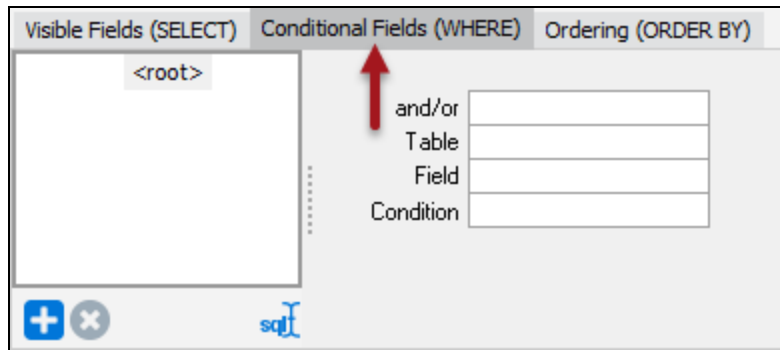 Visible Fields (SELECT) Conditional Fields (WHERE) Ordering (ORDER BY)
<root>
and/or
Table
Field
Condition
sql